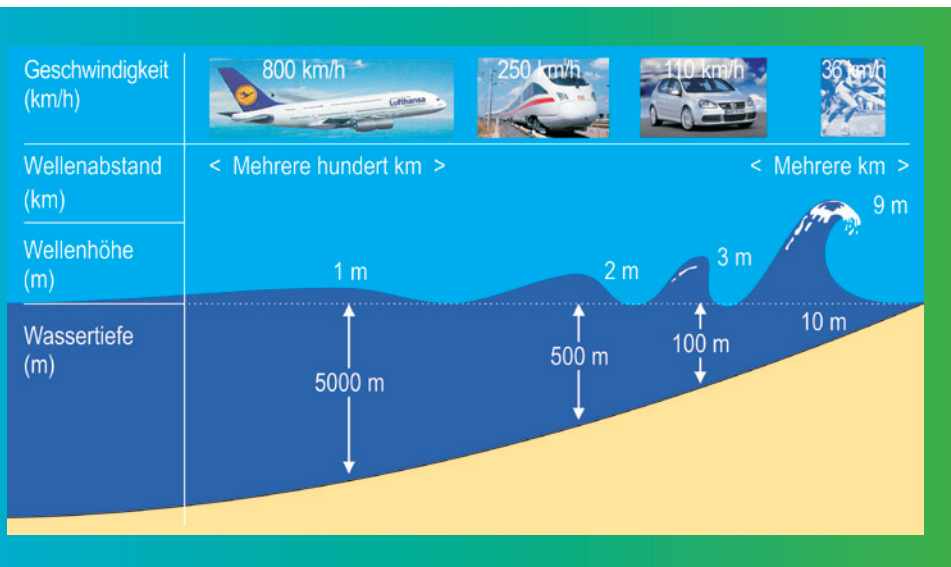 Geschwindigkeit
(km/h)
800 km/h
250 km/h
110 km/h
36 km/h
Lufthansa
Wellenabstand
(km)
< Mehrere hundert km >
< Mehrere km >
Wellenhöhe
(m)
1 m
2 m
3 m
9 m
Wassertiefe
(m)
5000 m
500 m
100 m
10 m